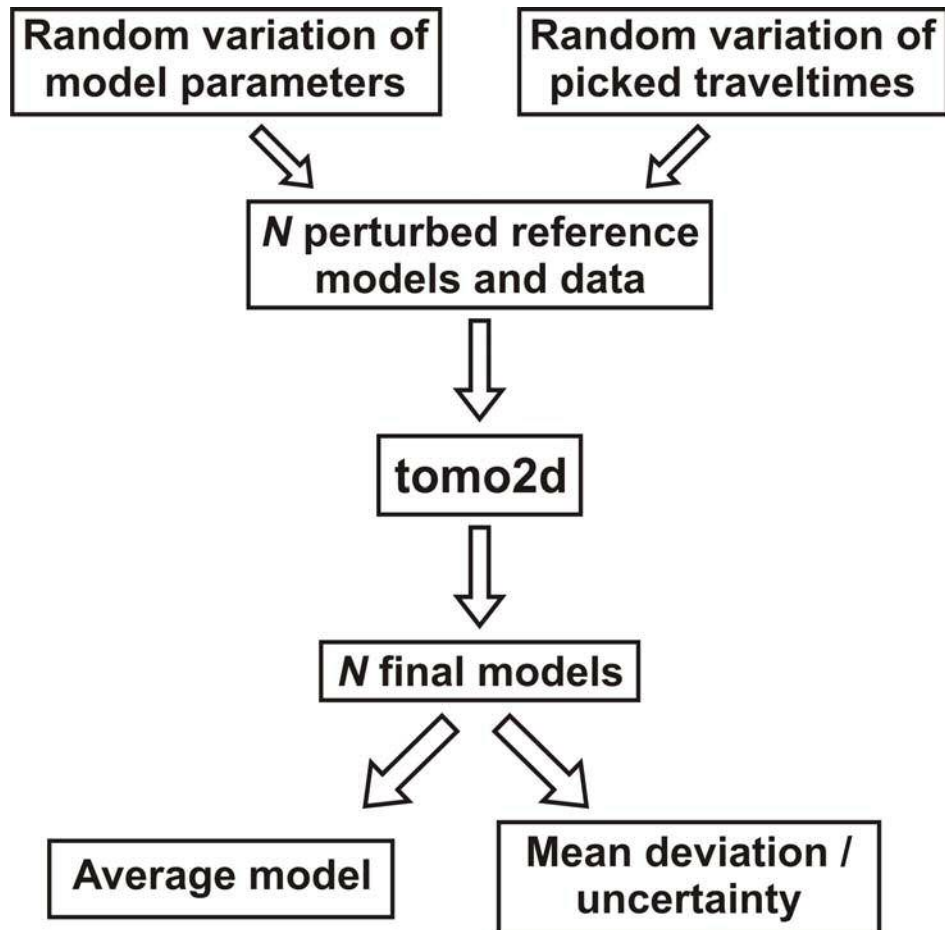 Random variation of
model parameters
Random variation of
picked traveltimes
N perturbed reference
models and data
tomo2d
N final models
Average model
Mean deviation /
uncertainty